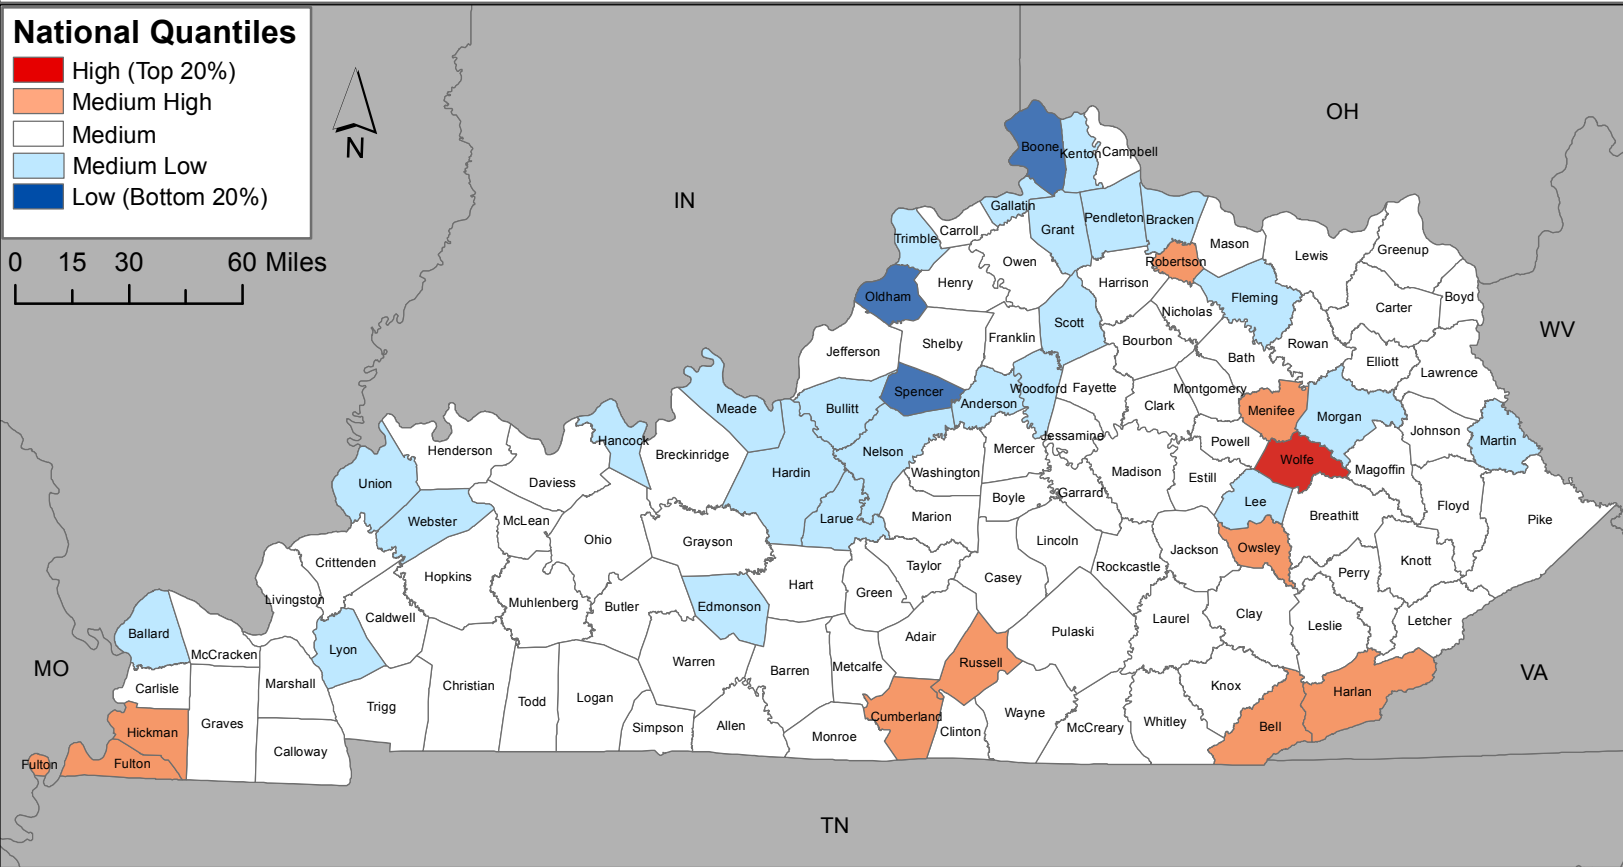 National Quantiles
High (Top 20%)
Medium High
Medium
Medium Low
Low (Bottom 20%)
N
0 15 30 60 Miles
OH
IN
WV
MO
VA
TN
Boone
Kenton
Campbell
Gallatin
Pendleton
Bracken
Grant
Trimble
Carroll
Owen
Robertson
Mason
Lewis
Greenup
Oldham
Henry
Harrison
Fleming
Carter
Boyd
Nicholas
Scott
Jefferson
Shelby
Franklin
Bourbon
Bath
Rowan
Elliott
Lawrence
Spencer
Woodford
Fayette
Montgomery
Anderson
Clark
Menifee
Morgan
Meade
Bullitt
Jessamine
Powell
Johnson
Martin
Hancock
Henderson
Breckinridge
Nelson
Mercer
Wolfe
Magoffin
Hardin
Washington
Madison
Estill
Union
Daviess
Boyle
Garrard
Lee
Floyd
Webster
McLean
Larue
Marion
Breathitt
Pike
Ohio
Grayson
Lincoln
Jackson
Owsley
Crittenden
Hopkins
Taylor
Casey
Rockcastle
Perry
Knott
Livingston
Muhlenberg
Butler
Edmonson
Hart
Green
Caldwell
Laurel
Clay
Leslie
Letcher
Ballard
Lyon
Adair
Pulaski
McCracken
Warren
Barren
Metcalfe
Russell
Carlisle
Marshall
Christian
Todd
Logan
Knox
Harlan
Trigg
Hickman
Graves
Simpson
Allen
Monroe
Cumberland
Clinton
Wayne
McCreary
Whitley
Bell
Calloway
Fulton
Fulton